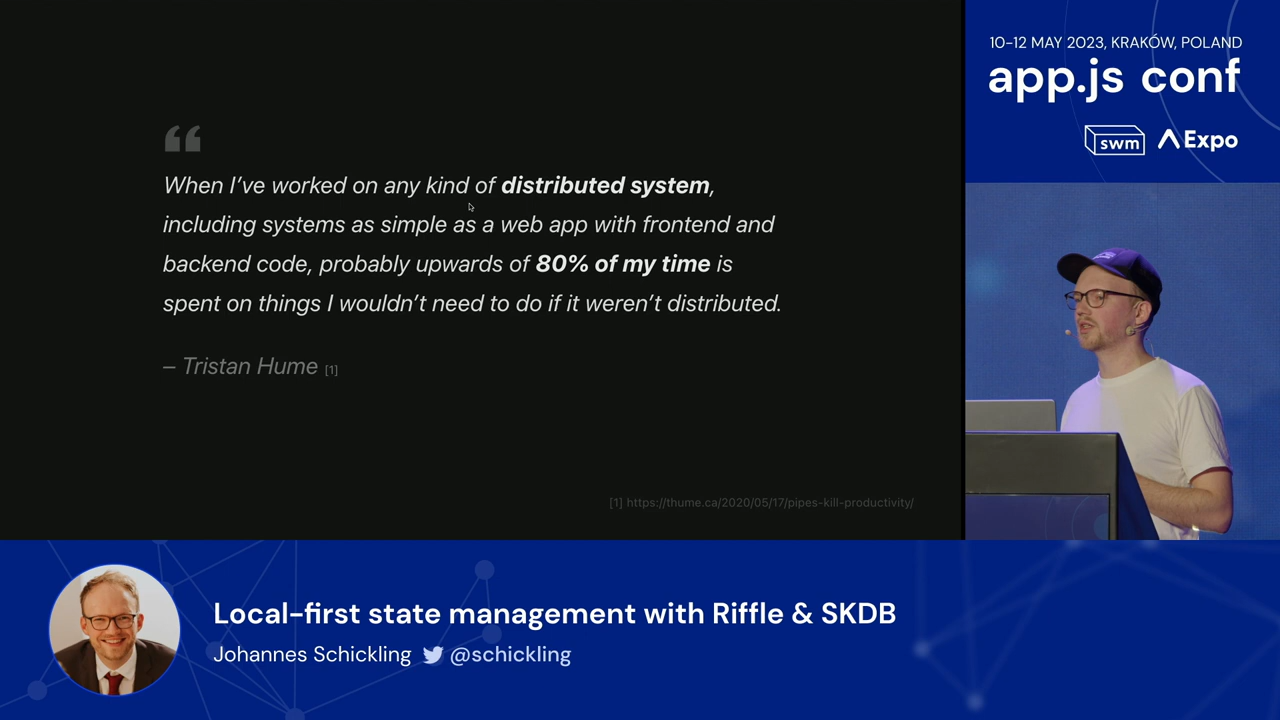 “
When I’ve worked on any kind of distributed system,
including systems as simple as a web app with frontend and
backend code, probably upwards of 80% of my time is
spent on things I wouldn’t need to do if it weren’t distributed.
– Tristan Hume [1]
[1] https://thume.ca/2020/05/17/pipes-kill-productivity/
10-12 MAY 2023, KRAKÓW, POLAND
app.js conf
swm Expo
Local-first state management with Riffle & SKDB
Johannes Schickling @schickling